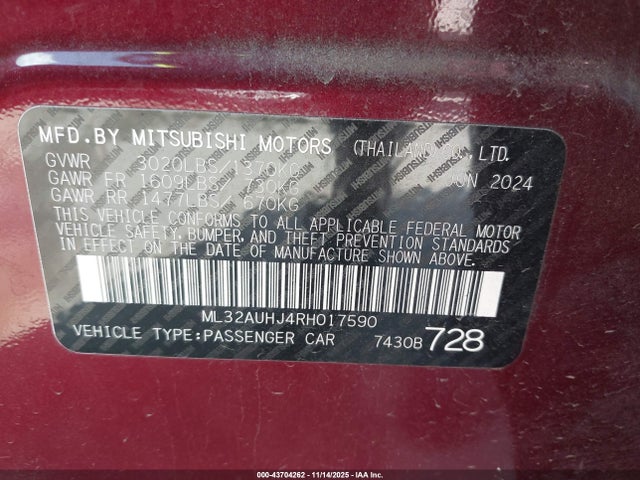 MFD.BY MITSUBISHI MOTORS (THAILAND) CO., LTD.
GVWR 3020LBS/1370KG JUN 2024
GAWR FR 1609LBS/ 730KG
GAWR RR 1477LBS/ 670KG
THIS VEHICLE CONFORMS TO ALL APPLICABLE FEDERAL MOTOR
VEHICLE SAFETY, BUMPER, AND THEFT PREVENTION STANDARDS
IN EFFECT ON THE DATE OF MANUFACTURE SHOWN ABOVE.
ML32AUHJ4RH017590
VEHICLE TYPE:PASSENGER CAR 7430B 728
000-43704262 - 11/14/2025 - IAA Inc.